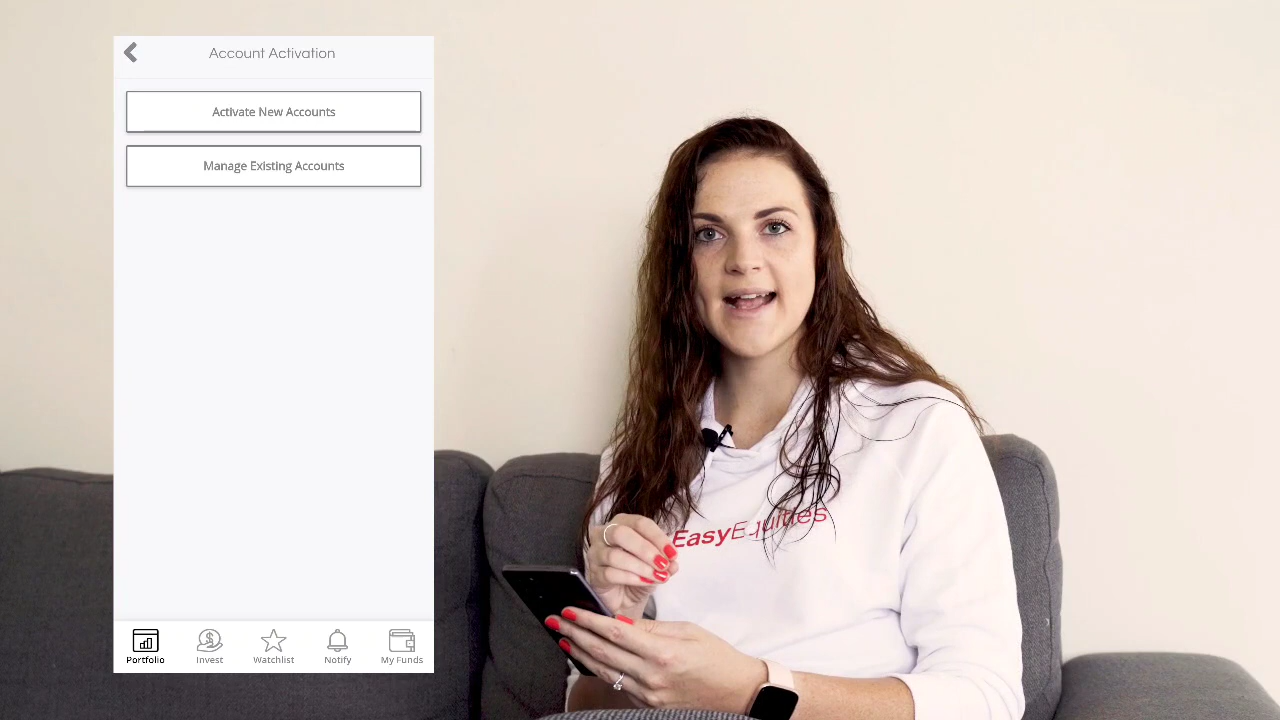 Account Activation
Activate New Accounts
Manage Existing Accounts
Portfolio Invest Watchlist Notify My Funds
EasyEquities